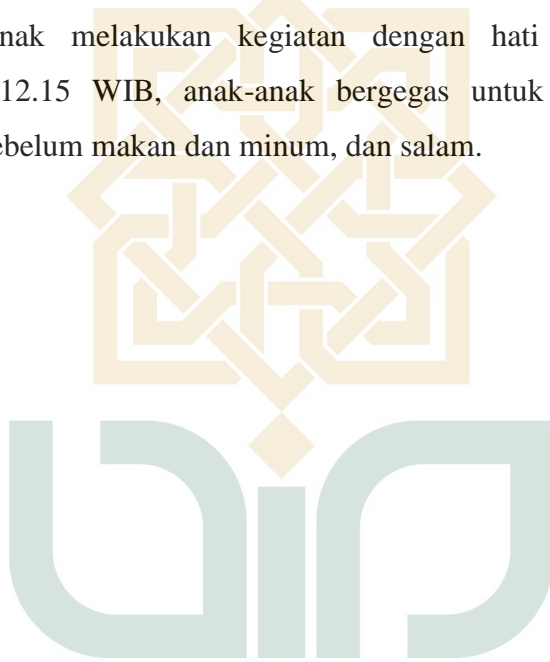 nak melakukan kegiatan dengan hati
12.15 WIB, anak-anak bergegas untuk
ebelum makan dan minum, dan salam.